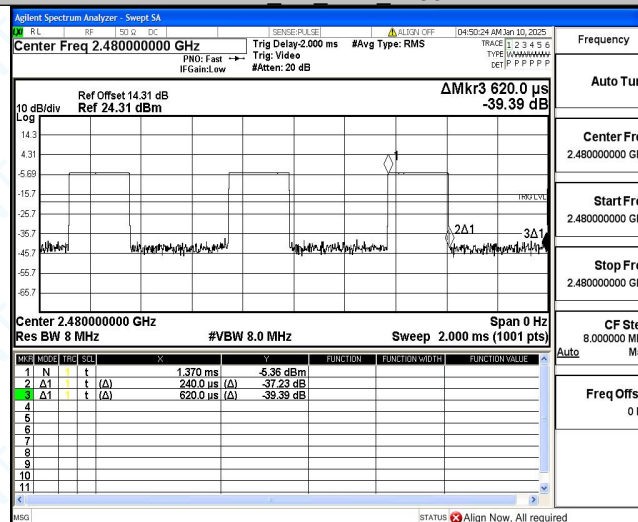 Agilent Spectrum Analyzer - Swept SA
RL RF 50 Ω DC SENSE:PULSE ALIGN OFF 04:50:24 AM Jan 10, 2025
Center Freq 2.480000000 GHz
PNO: Fast
IFGain:Low
Trig Delay-2.000 ms
Trig: Video
#Atten: 20 dB
#Avg Type: RMS
TRACE 1 2 3 4 5 6
TYPE
DET P P P P P P
Frequency
Ref Offset 14.31 dB
Ref 24.31 dBm
10 dB/div
Log
ΔMkr3 620.0 µs
-39.39 dB
14.3
4.31
-5.69
-15.7
-25.7
-35.7
-45.7
-55.7
-65.7
1
TRIG LVL
2Δ1
3Δ1
Center 2.480000000 GHz
Res BW 8 MHz
#VBW 8.0 MHz
Span 0 Hz
Sweep 2.000 ms (1001 pts)
MKR MODE TRC SCL X Y FUNCTION FUNCTION WIDTH FUNCTION VALUE
1 N 1 t 1.370 ms -5.36 dBm
2 Δ1 1 t (Δ) 240.0 µs (Δ) -37.23 dB
3 Δ1 1 t (Δ) 620.0 µs (Δ) -39.39 dB
4
5
6
7
8
9
10
11
MSG
STATUS Align Now, All required
Auto Tun
Center Fre
2.480000000 GH
Start Fre
2.480000000 GH
Stop Fre
2.480000000 GH
CF Ste
8.000000 MH
Auto M
Freq Offs
0 H